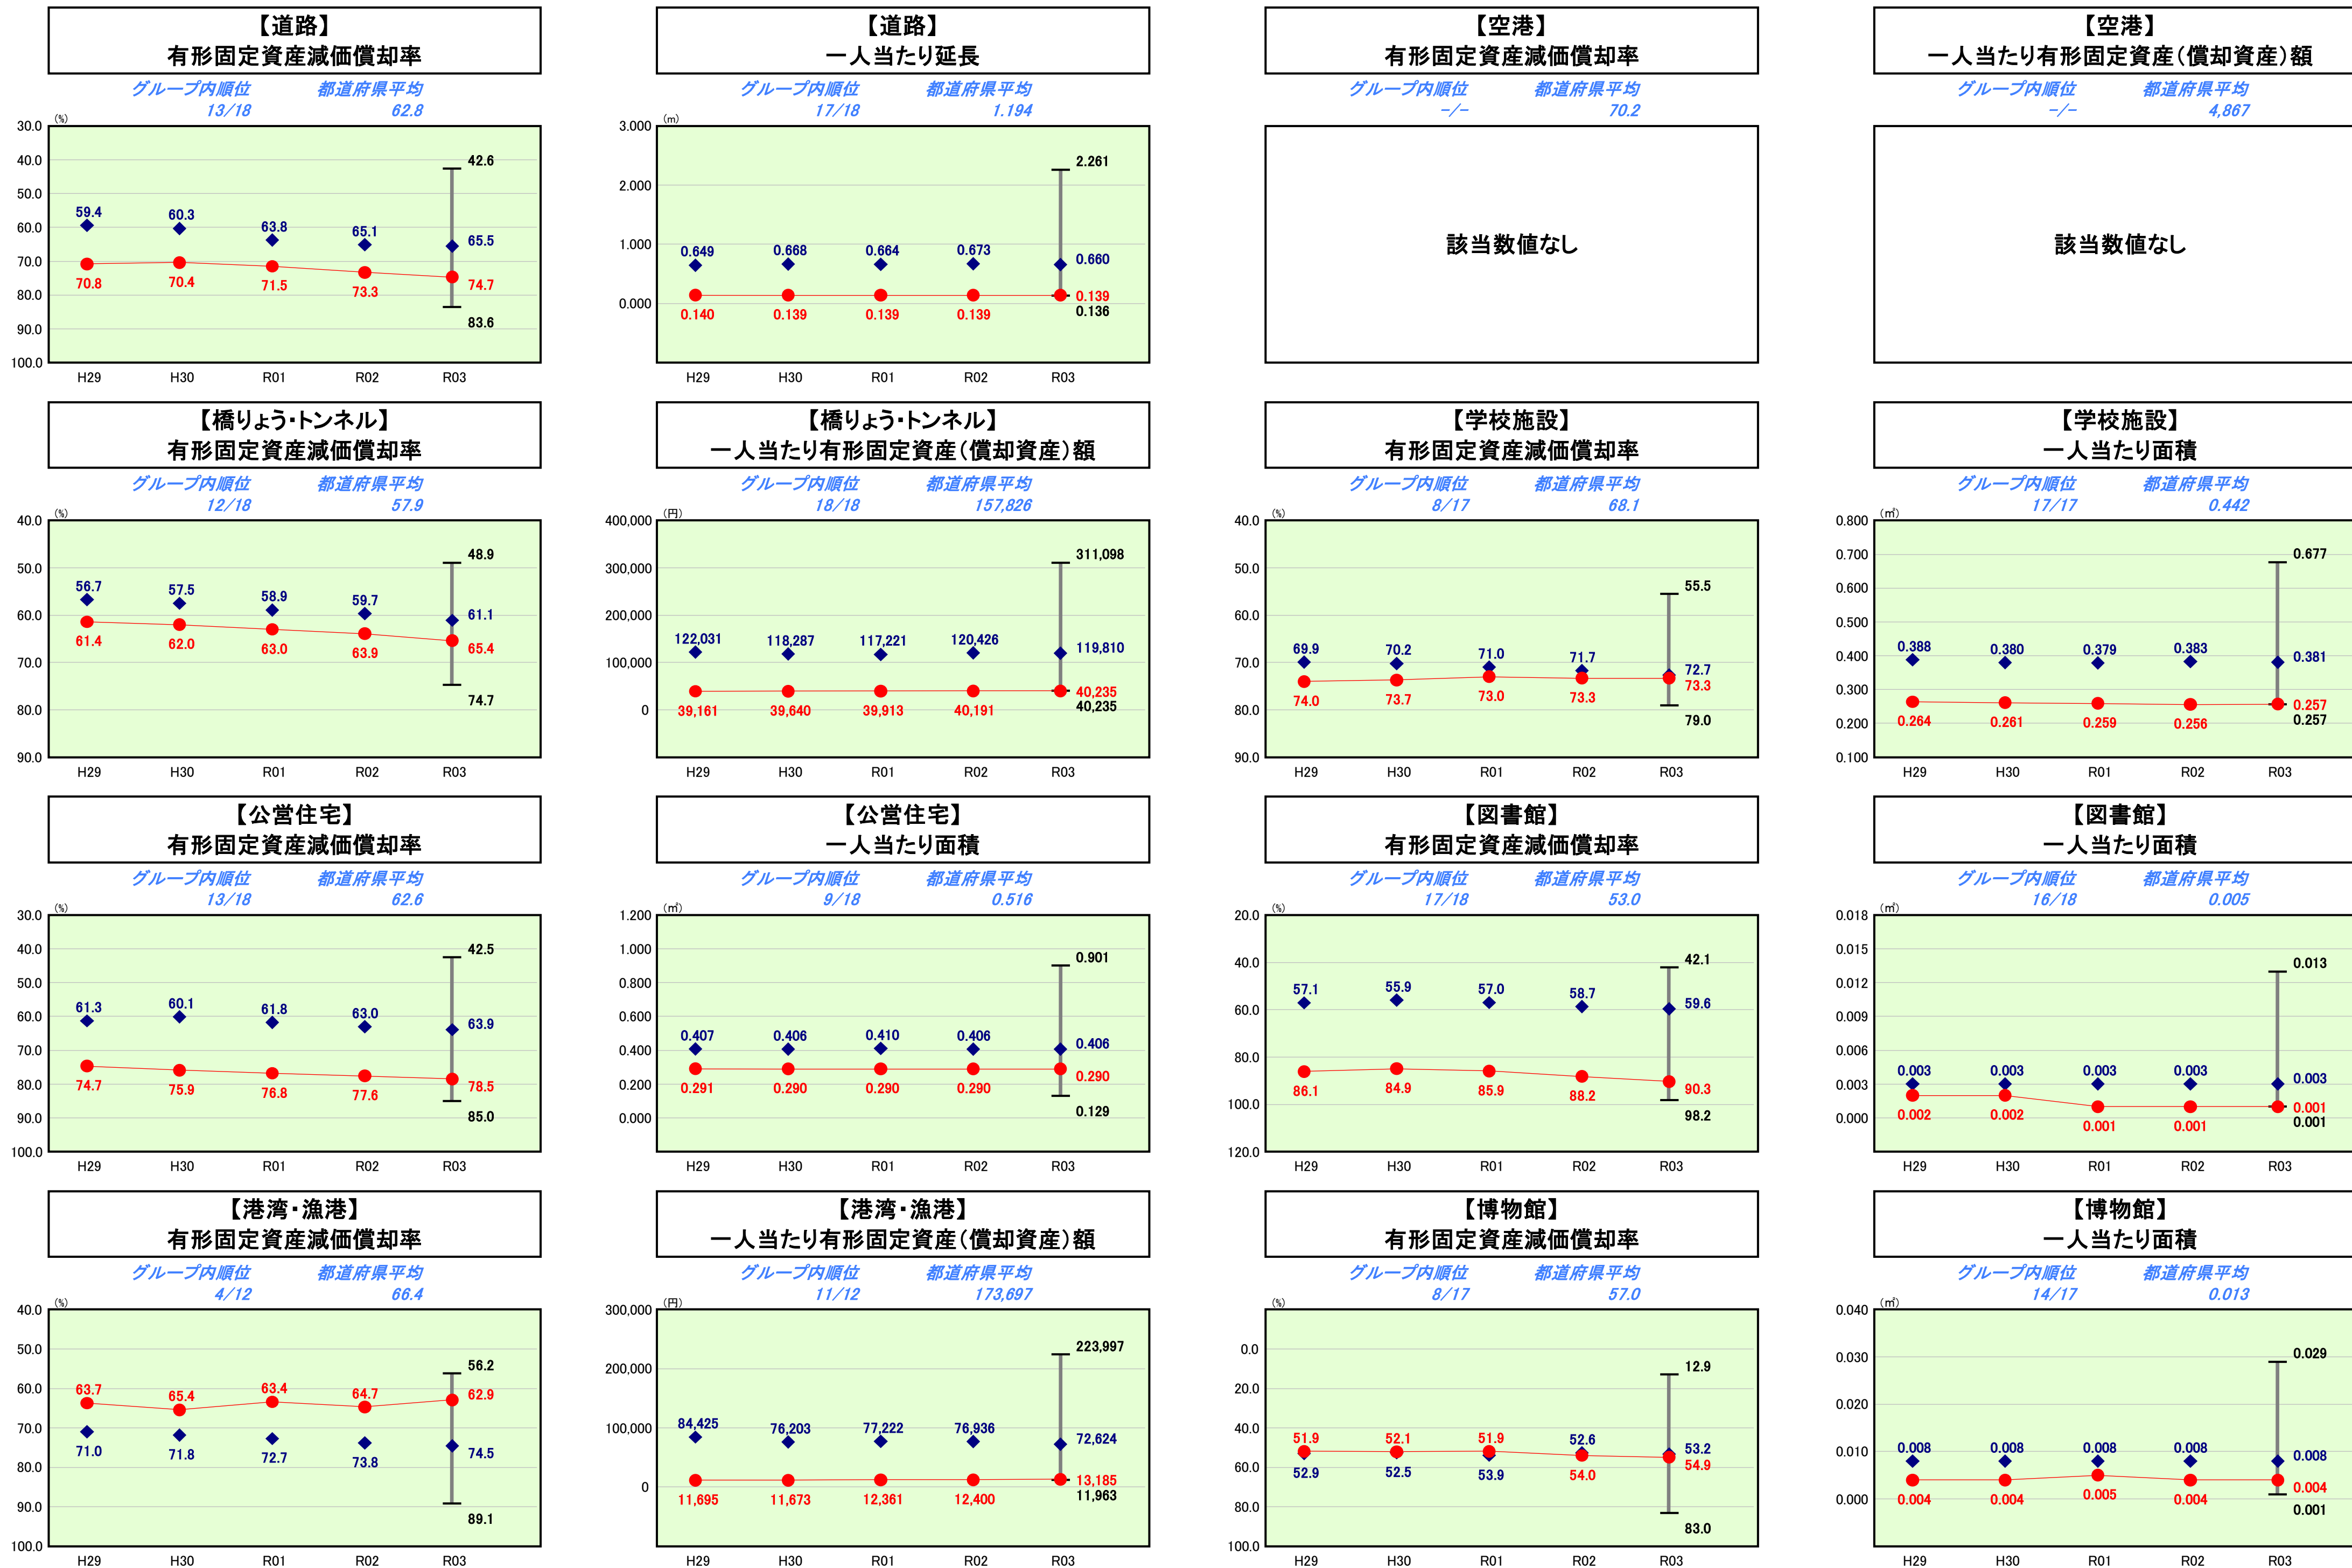 【道路】
有形固定資産減価償却率
グループ内順位 都道府県平均
13/18 62.8
(%)
30.0
40.0
50.0
60.0
70.0
80.0
90.0
100.0
42.6
59.4 60.3 63.8 65.1 65.5
70.8 70.4 71.5 73.3 74.7
83.6
H29 H30 R01 R02 R03
【道路】
一人当たり延長
グループ内順位 都道府県平均
17/18 1.194
(m)
3.000
2.000
1.000
0.000
2.261
0.649 0.668 0.664 0.673 0.660
0.140 0.139 0.139 0.139 0.139
0.136
H29 H30 R01 R02 R03
【空港】
有形固定資産減価償却率
グループ内順位 都道府県平均
-/- 70.2
該当数値なし
【空港】
一人当たり有形固定資産(償却資産)額
グループ内順位 都道府県平均
-/- 4,867
該当数値なし
【橋りょう・トンネル】
有形固定資産減価償却率
グループ内順位 都道府県平均
12/18 57.9
(%)
40.0
50.0
60.0
70.0
80.0
90.0
48.9
56.7 57.5 58.9 59.7 61.1
61.4 62.0 63.0 63.9 65.4
74.7
H29 H30 R01 R02 R03
【橋りょう・トンネル】
一人当たり有形固定資産(償却資産)額
グループ内順位 都道府県平均
18/18 157,826
(円)
400,000
300,000
200,000
100,000
0
311,098
122,031 118,287 117,221 120,426 119,810
39,161 39,640 39,913 40,191 40,235
40,235
H29 H30 R01 R02 R03
【学校施設】
有形固定資産減価償却率
グループ内順位 都道府県平均
8/17 68.1
(%)
40.0
50.0
60.0
70.0
80.0
90.0
55.5
69.9 70.2 71.0 71.7 72.7
74.0 73.7 73.0 73.3 73.3
79.0
H29 H30 R01 R02 R03
【学校施設】
一人当たり面積
グループ内順位 都道府県平均
17/17 0.442
(㎡)
0.800
0.700
0.600
0.500
0.400
0.300
0.200
0.100
0.677
0.388 0.380 0.379 0.383 0.381
0.264 0.261 0.259 0.256 0.257
0.257
H29 H30 R01 R02 R03
【公営住宅】
有形固定資産減価償却率
グループ内順位 都道府県平均
13/18 62.6
(%)
30.0
40.0
50.0
60.0
70.0
80.0
90.0
100.0
42.5
61.3 60.1 61.8 63.0 63.9
74.7 75.9 76.8 77.6 78.5
85.0
H29 H30 R01 R02 R03
【公営住宅】
一人当たり面積
グループ内順位 都道府県平均
9/18 0.516
(㎡)
1.200
1.000
0.800
0.600
0.400
0.200
0.000
0.901
0.407 0.406 0.410 0.406 0.406
0.291 0.290 0.290 0.290 0.290
0.129
H29 H30 R01 R02 R03
【図書館】
有形固定資産減価償却率
グループ内順位 都道府県平均
17/18 53.0
(%)
20.0
40.0
60.0
80.0
100.0
120.0
42.1
57.1 55.9 57.0 58.7 59.6
86.1 84.9 85.9 88.2 90.3
98.2
H29 H30 R01 R02 R03
【図書館】
一人当たり面積
グループ内順位 都道府県平均
16/18 0.005
(㎡)
0.018
0.015
0.012
0.009
0.006
0.003
0.000
0.013
0.003 0.003 0.003 0.003 0.003
0.002 0.002 0.001 0.001 0.001
0.001
H29 H30 R01 R02 R03
【港湾・漁港】
有形固定資産減価償却率
グループ内順位 都道府県平均
4/12 66.4
(%)
40.0
50.0
60.0
70.0
80.0
90.0
100.0
56.2
63.7 65.4 63.4 64.7 62.9
71.0 71.8 72.7 73.8 74.5
89.1
H29 H30 R01 R02 R03
【港湾・漁港】
一人当たり有形固定資産(償却資産)額
グループ内順位 都道府県平均
11/12 173,697
(円)
300,000
200,000
100,000
0
223,997
84,425 76,203 77,222 76,936 72,624
11,695 11,673 12,361 12,400 13,185
11,963
H29 H30 R01 R02 R03
【博物館】
有形固定資産減価償却率
グループ内順位 都道府県平均
8/17 57.0
(%)
0.0
20.0
40.0
60.0
80.0
100.0
12.9
51.9 52.1 51.9 52.6 53.2
52.9 52.5 53.9 54.0 54.9
83.0
H29 H30 R01 R02 R03
【博物館】
一人当たり面積
グループ内順位 都道府県平均
14/17 0.013
(㎡)
0.040
0.030
0.020
0.010
0.000
0.029
0.008 0.008 0.008 0.008 0.008
0.004 0.004 0.005 0.004 0.004
0.001
H29 H30 R01 R02 R03